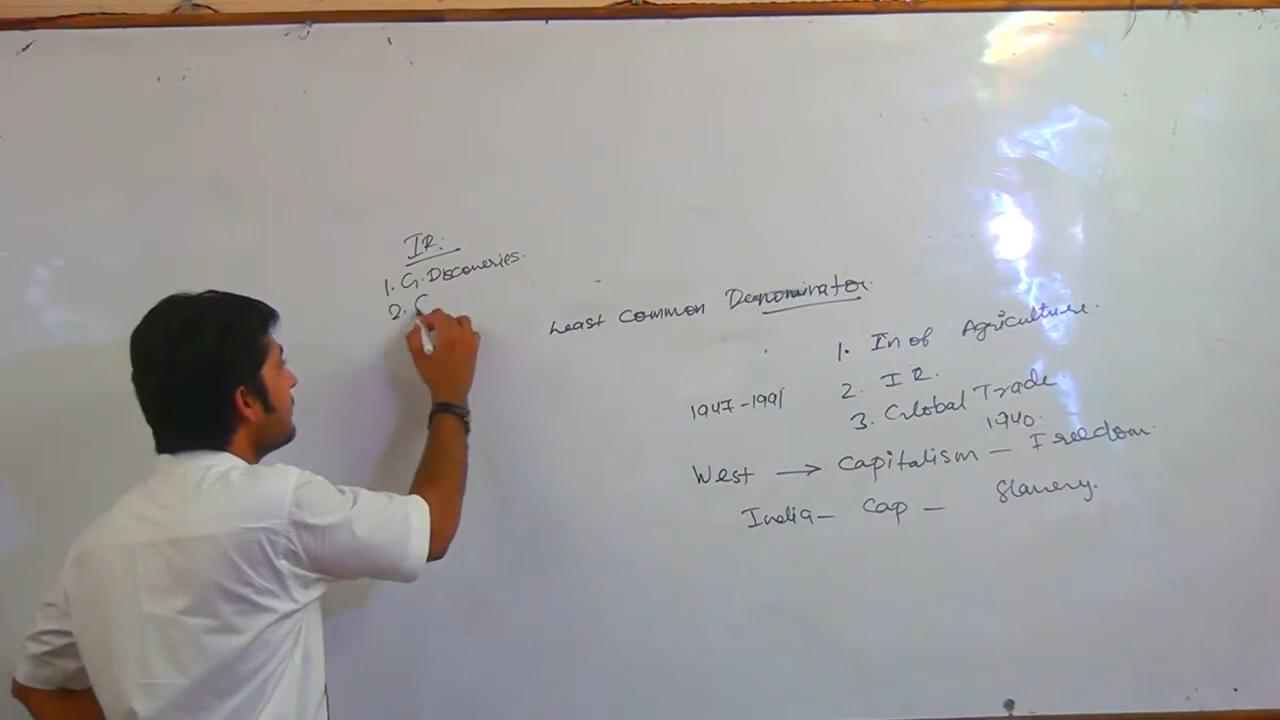 IR:
1. G. Discoveries.
2. C
Least Common Denominator.
1. In of Agriculture.
2. IR.
1947-1991
3. Global Trade
1940.
West → Capitalism - Freedom.
India - Cap - Slavery.